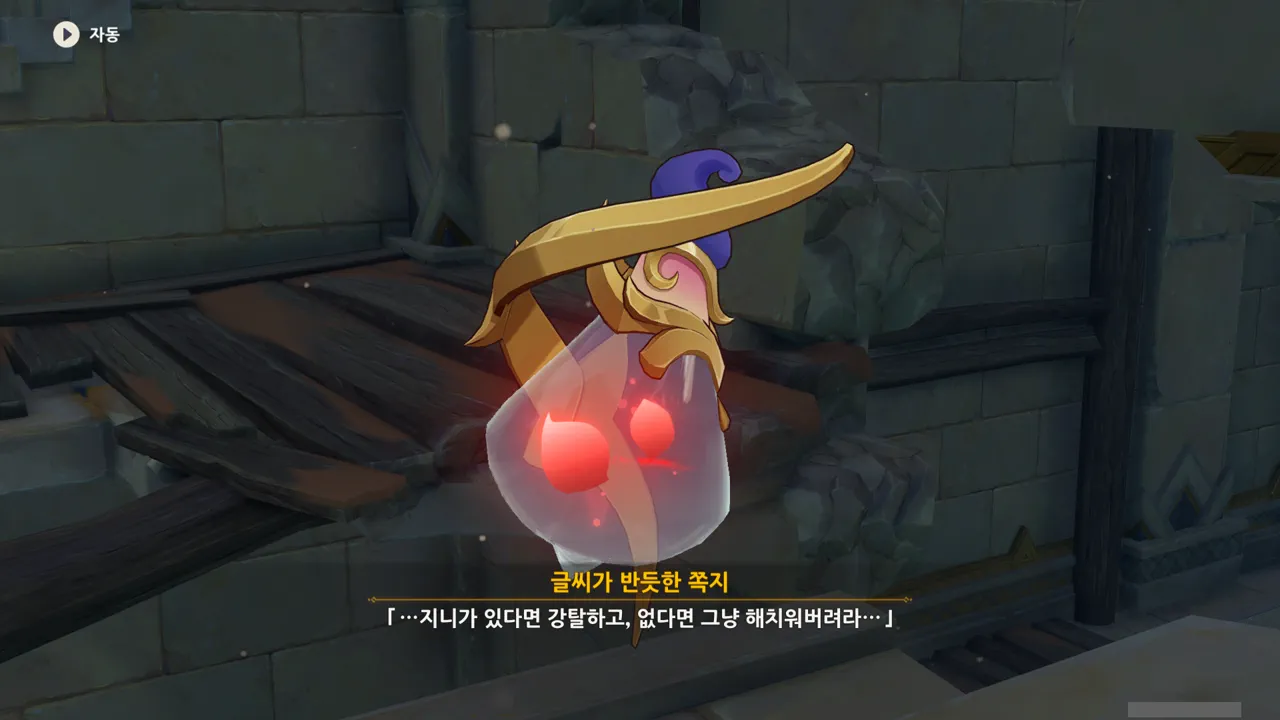 자동
글씨가 반듯한 쪽지
「…지니가 있다면 강탈하고, 없다면 그냥 해치워버려라…」